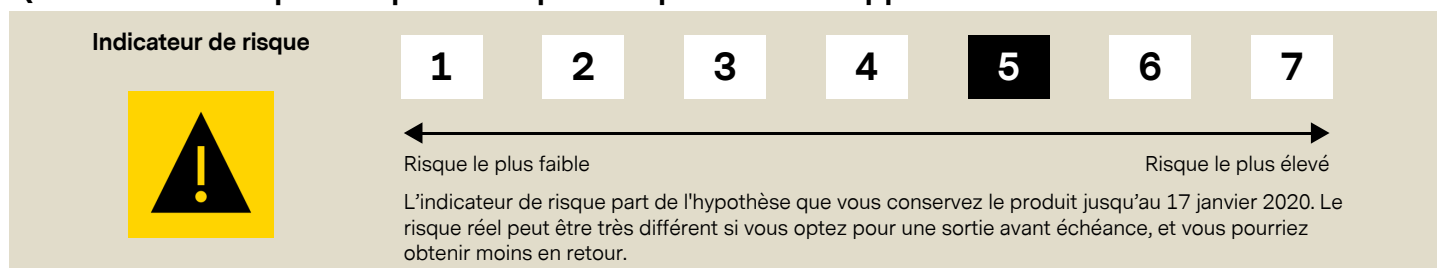 Indicateur de risque
1 2 3 4 5 6 7
Risque le plus faible Risque le plus élevé
L'indicateur de risque part de l'hypothèse que vous conservez le produit jusqu'au 17 janvier 2020. Le
risque réel peut être très différent si vous optez pour une sortie avant échéance, et vous pourriez
obtenir moins en retour.